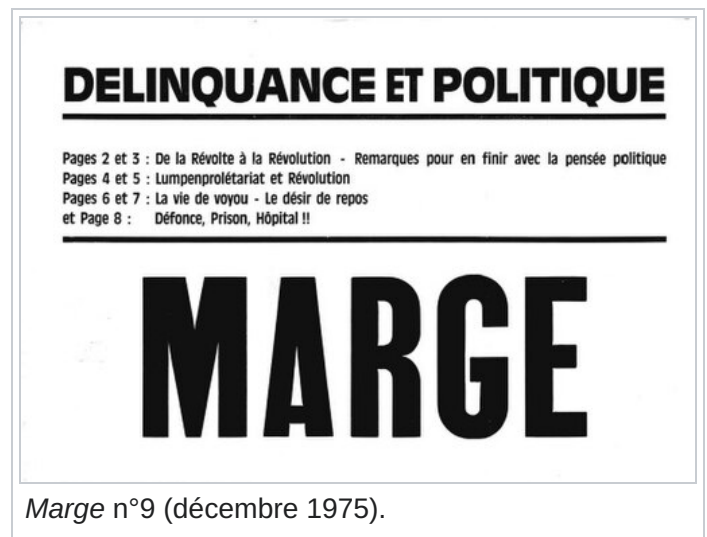 DELINQUANCE ET POLITIQUE
Pages 2 et 3 : De la Révolte à la Révolution - Remarques pour en finir avec la pensée politique
Pages 4 et 5 : Lumpenprolétariat et Révolution
Pages 6 et 7 : La vie de voyou - Le désir de repos
et Page 8 : Défonce, Prison, Hôpital !!
MARGE
Marge n°9 (décembre 1975).